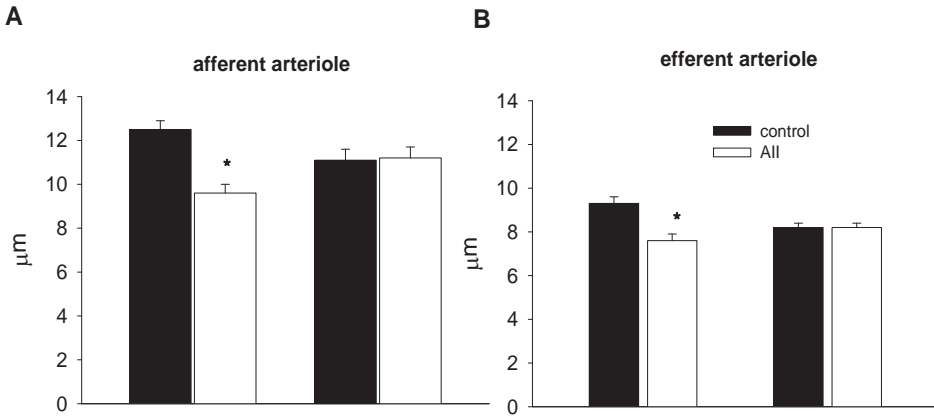 A
afferent arteriole
14
12
10
8
6
4
2
0
μm
*
B
efferent arteriole
14
12
10
8
6
4
2
0
μm
*
control
AII